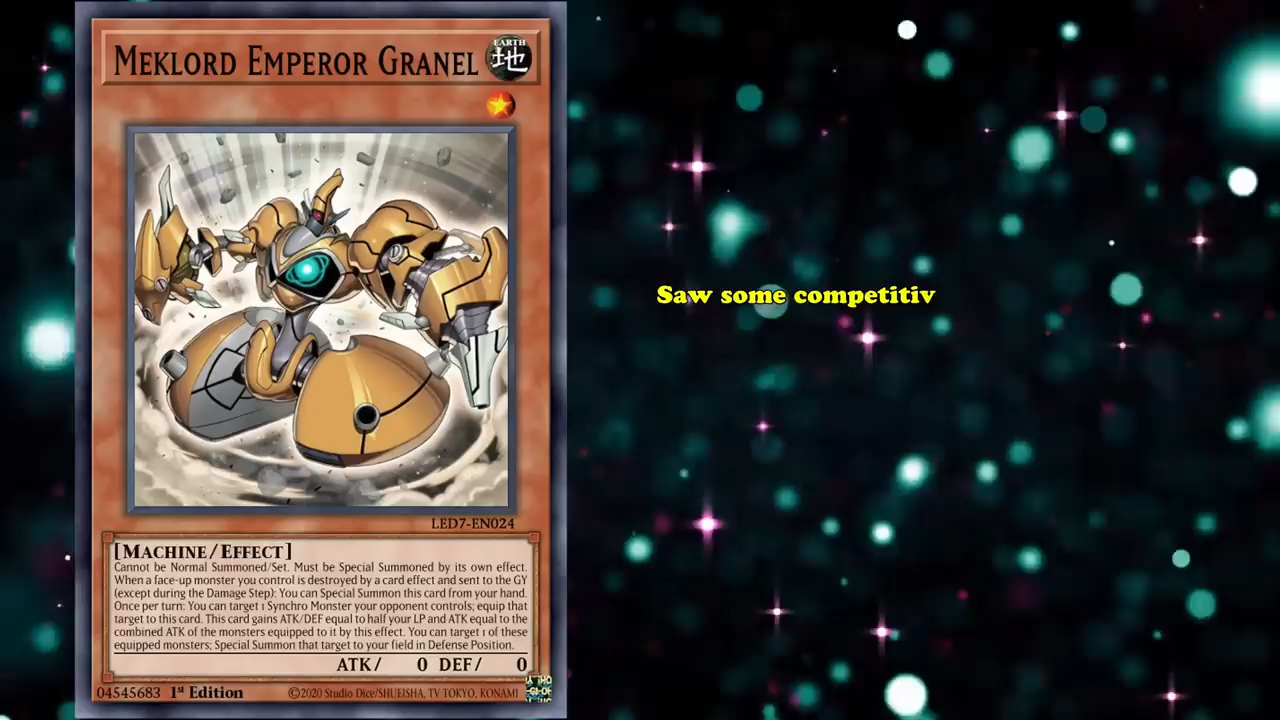 Meklord Emperor Granel
EARTH
地
Saw some competitiv
LED7-EN024
[Machine/Effect]
Cannot be Normal Summoned/Set. Must be Special Summoned by its own effect.
When a face-up monster you control is destroyed by a card effect and sent to the GY
(except during the Damage Step): You can Special Summon this card from your hand.
Once per turn: You can target 1 Synchro Monster your opponent controls; equip that
target to this card. This card gains ATK/DEF equal to half your LP and ATK equal to the
combined ATK of the monsters equipped to it by this effect. You can target 1 of these
equipped monsters; Special Summon that target to your field in Defense Position.
ATK/ 0 DEF/ 0
04545683 1st Edition ©2020 Studio Dice/SHUEISHA, TV TOKYO, KONAMI